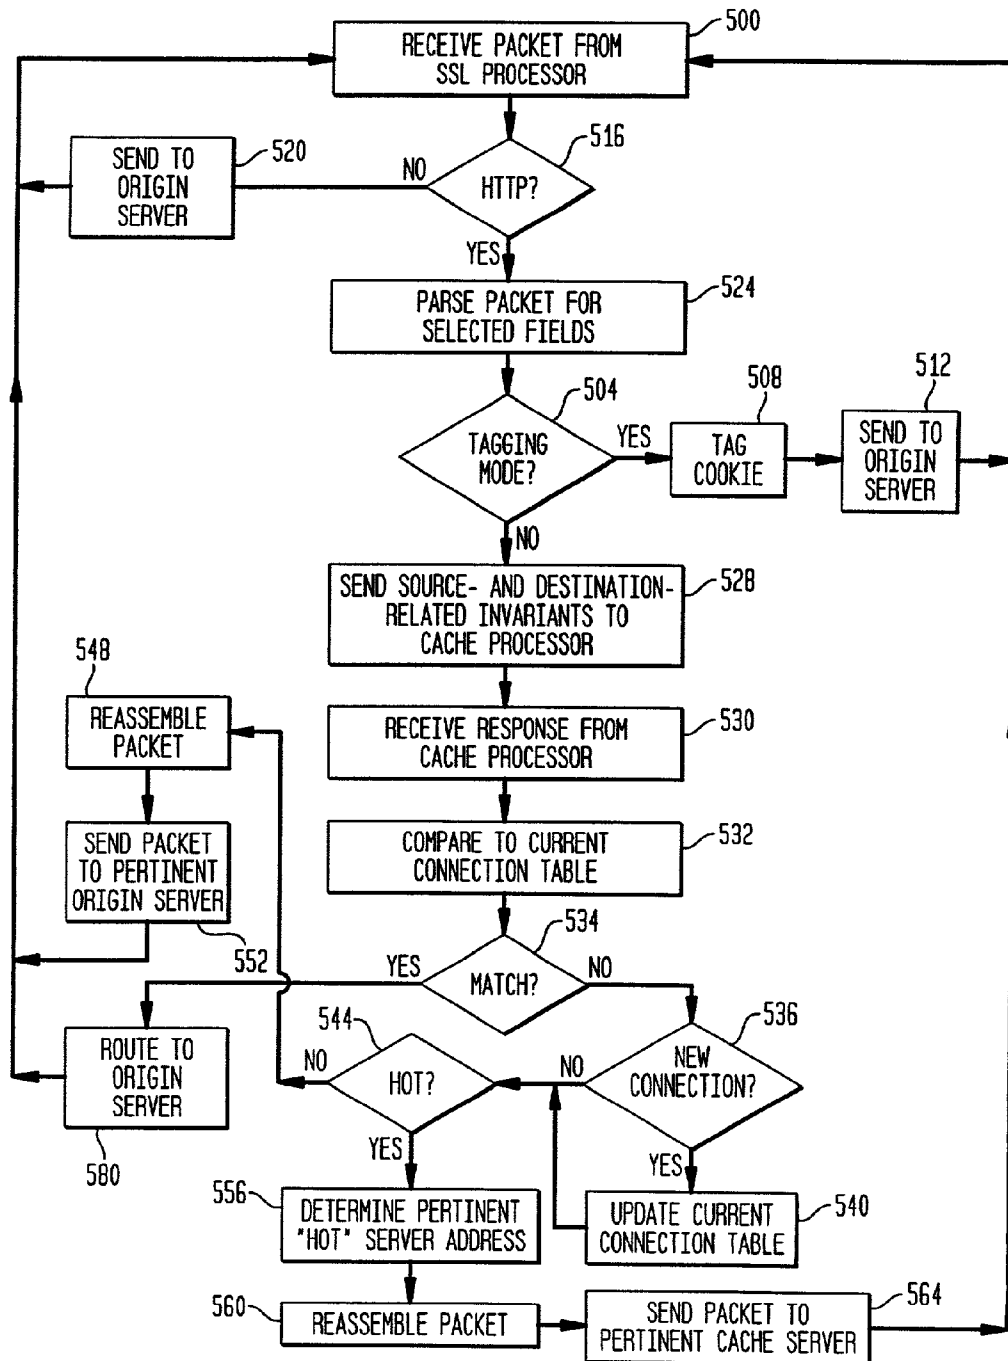 RECEIVE PACKET FROM
SSL PROCESSOR
500
SEND TO
ORIGIN
SERVER
520
NO
HTTP?
516
YES
PARSE PACKET FOR
SELECTED FIELDS
524
TAGGING
MODE?
504
YES
TAG
COOKIE
508
SEND TO
ORIGIN
SERVER
512
NO
SEND SOURCE- AND DESTINATION-
RELATED INVARIANTS TO
CACHE PROCESSOR
528
548
REASSEMBLE
PACKET
RECEIVE RESPONSE FROM
CACHE PROCESSOR
530
SEND PACKET
TO PERTINENT
ORIGIN SERVER
552
COMPARE TO CURRENT
CONNECTION TABLE
532
YES
MATCH?
534
NO
ROUTE TO
ORIGIN
SERVER
580
NO
HOT?
544
NO
NEW
CONNECTION?
536
YES
YES
556
DETERMINE PERTINENT
"HOT" SERVER ADDRESS
UPDATE CURRENT
CONNECTION TABLE
540
560
REASSEMBLE PACKET
SEND PACKET TO
PERTINENT CACHE SERVER
564